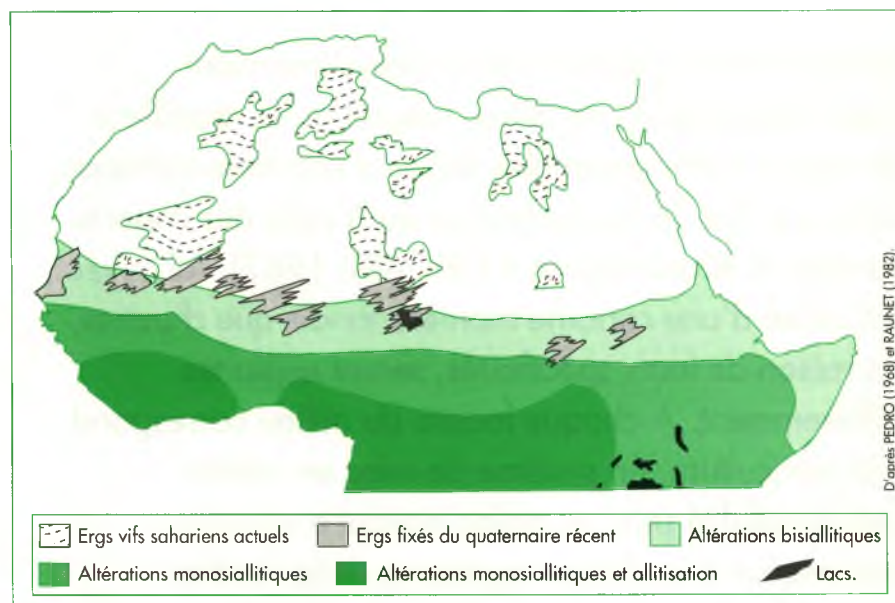 D'après PEDRO (1968) et RAUNET (1982).
Ergs vifs sahariens actuels
Ergs fixés du quaternaire récent
Altérations bisiallitiques
Altérations monosiallitiques
Altérations monosiallitiques et allitisation
Lacs.